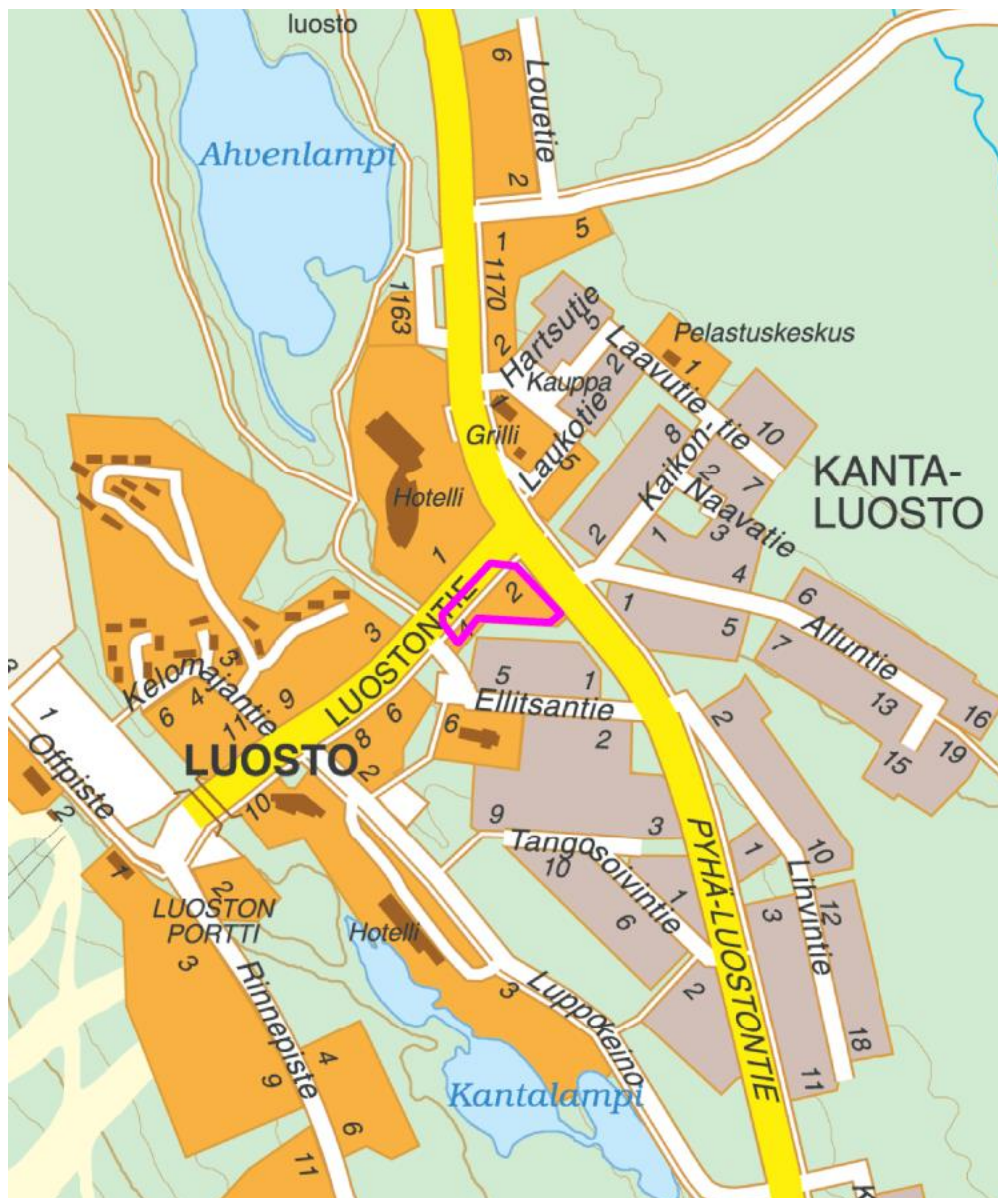 luosto
6
Louetie
2
Ahvenlampi
5
1
1170
1163
2
Hartsutie
5
Laavutie
Pelastuskeskus
1
2
Kauppa
1
Grilli
Laukotie
5
tie
10
8
Kaikon-
2
7
KANTA-
LUOSTO
Naavatie
3
Hotelli
1
2
1
4
2
LUOSTONTIE
1
5
6
7
Alluntie
13
16
15
19
3
3
Kelomajantie
4
6
9
11
5
1
Ellitsantie
6
6
2
2
8
2
LUOSTO
1
Offpiste
2
10
9
3
Tangosoivintie
10
6
1
1
10
Lihvintie
PYHÄ-LUOSTONTIE
3
12
1
2
LUOSTON
PORTTI
Hotelli
3
3
Luppokeino
2
18
11
Rinnepiste
4
9
6
11
Kantalampi